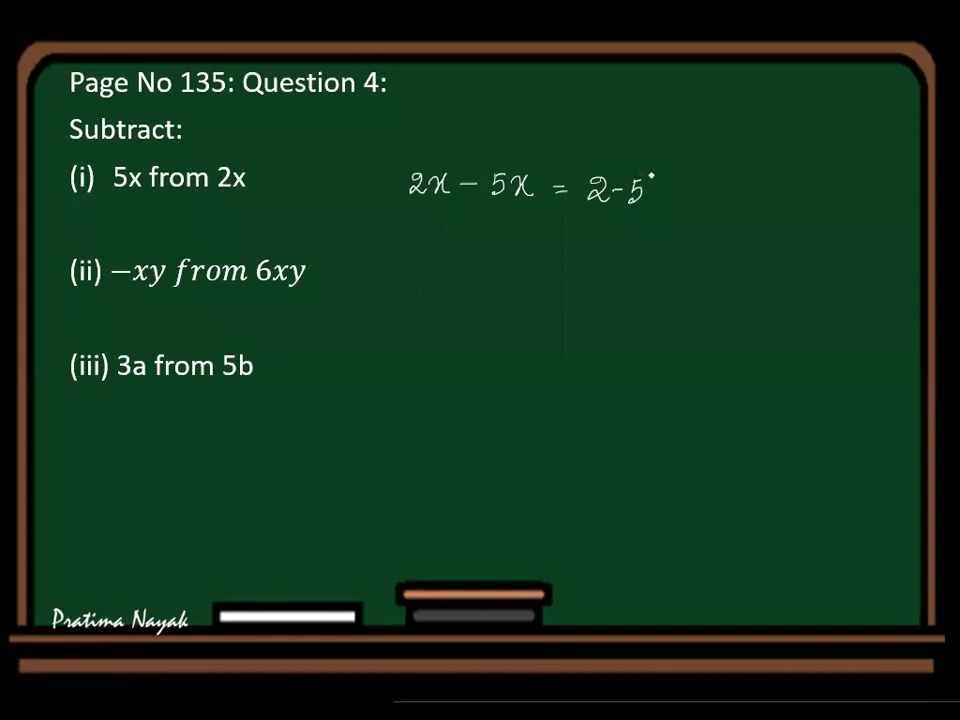 Page No 135: Question 4:
Subtract:
(i) 5x from 2x 2x - 5x = 2-5
(ii) −xy from 6xy
(iii) 3a from 5b
Pratima Nayak